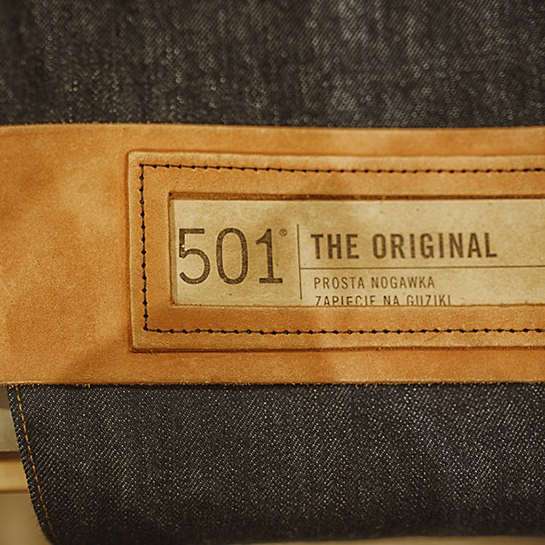 501®
THE ORIGINAL
PROSTA NOGAWKA
ZAPIĘCIE NA GUZIKI